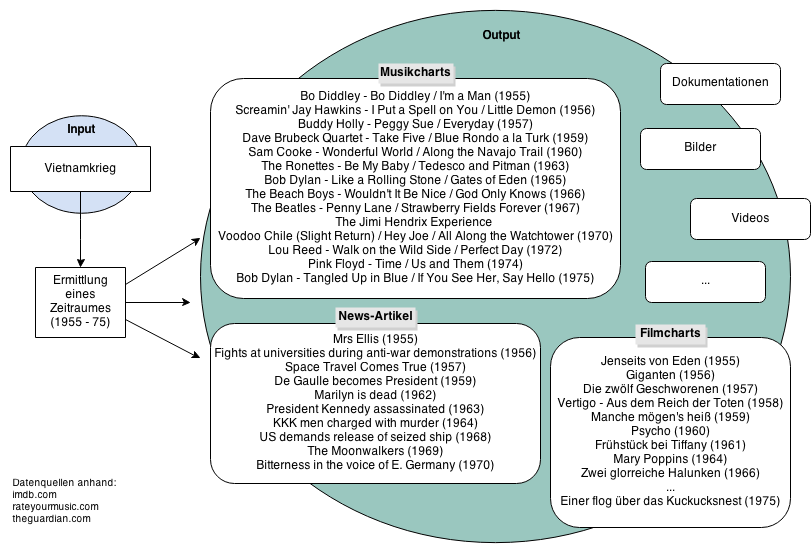 Output
Input
Vietnamkrieg
Ermittlung
eines
Zeitraumes
(1955 - 75)
Musikcharts
Bo Diddley - Bo Diddley / I'm a Man (1955)
Screamin' Jay Hawkins - I Put a Spell on You / Little Demon (1956)
Buddy Holly - Peggy Sue / Everyday (1957)
Dave Brubeck Quartet - Take Five / Blue Rondo a la Turk (1959)
Sam Cooke - Wonderful World / Along the Navajo Trail (1960)
The Ronettes - Be My Baby / Tedesco and Pitman (1963)
Bob Dylan - Like a Rolling Stone / Gates of Eden (1965)
The Beach Boys - Wouldn't It Be Nice / God Only Knows (1966)
The Beatles - Penny Lane / Strawberry Fields Forever (1967)
The Jimi Hendrix Experience
Voodoo Chile (Slight Return) / Hey Joe / All Along the Watchtower (1970)
Lou Reed - Walk on the Wild Side / Perfect Day (1972)
Pink Floyd - Time / Us and Them (1974)
Bob Dylan - Tangled Up in Blue / If You See Her, Say Hello (1975)
Dokumentationen
Bilder
Videos
...
News-Artikel
Mrs Ellis (1955)
Fights at universities during anti-war demonstrations (1956)
Space Travel Comes True (1957)
De Gaulle becomes President (1959)
Marilyn is dead (1962)
President Kennedy assassinated (1963)
KKK men charged with murder (1964)
US demands release of seized ship (1968)
The Moonwalkers (1969)
Bitterness in the voice of E. Germany (1970)
Filmcharts
Jenseits von Eden (1955)
Giganten (1956)
Die zwölf Geschworenen (1957)
Vertigo - Aus dem Reich der Toten (1958)
Manche mögen's heiß (1959)
Psycho (1960)
Frühstück bei Tiffany (1961)
Mary Poppins (1964)
Zwei glorreiche Halunken (1966)
...
Einer flog über das Kuckucksnest (1975)
Datenquellen anhand:
imdb.com
rateyourmusic.com
theguardian.com